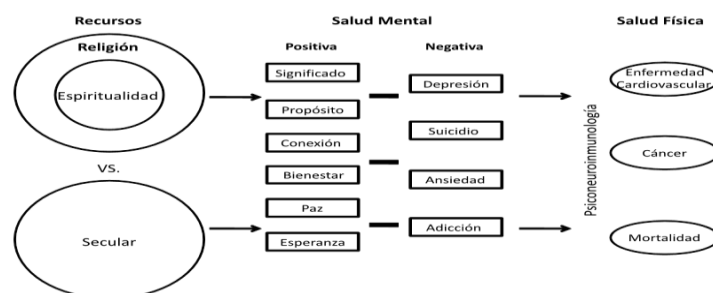 Recursos
Salud Mental
Salud Física
Religión
Espiritualidad
VS.
Secular
Positiva
Significado
Propósito
Conexión
Bienestar
Paz
Esperanza
Negativa
Depresión
Suicidio
Ansiedad
Adicción
Psiconeuroinmunología
Enfermedad
Cardiovascular
Cáncer
Mortalidad